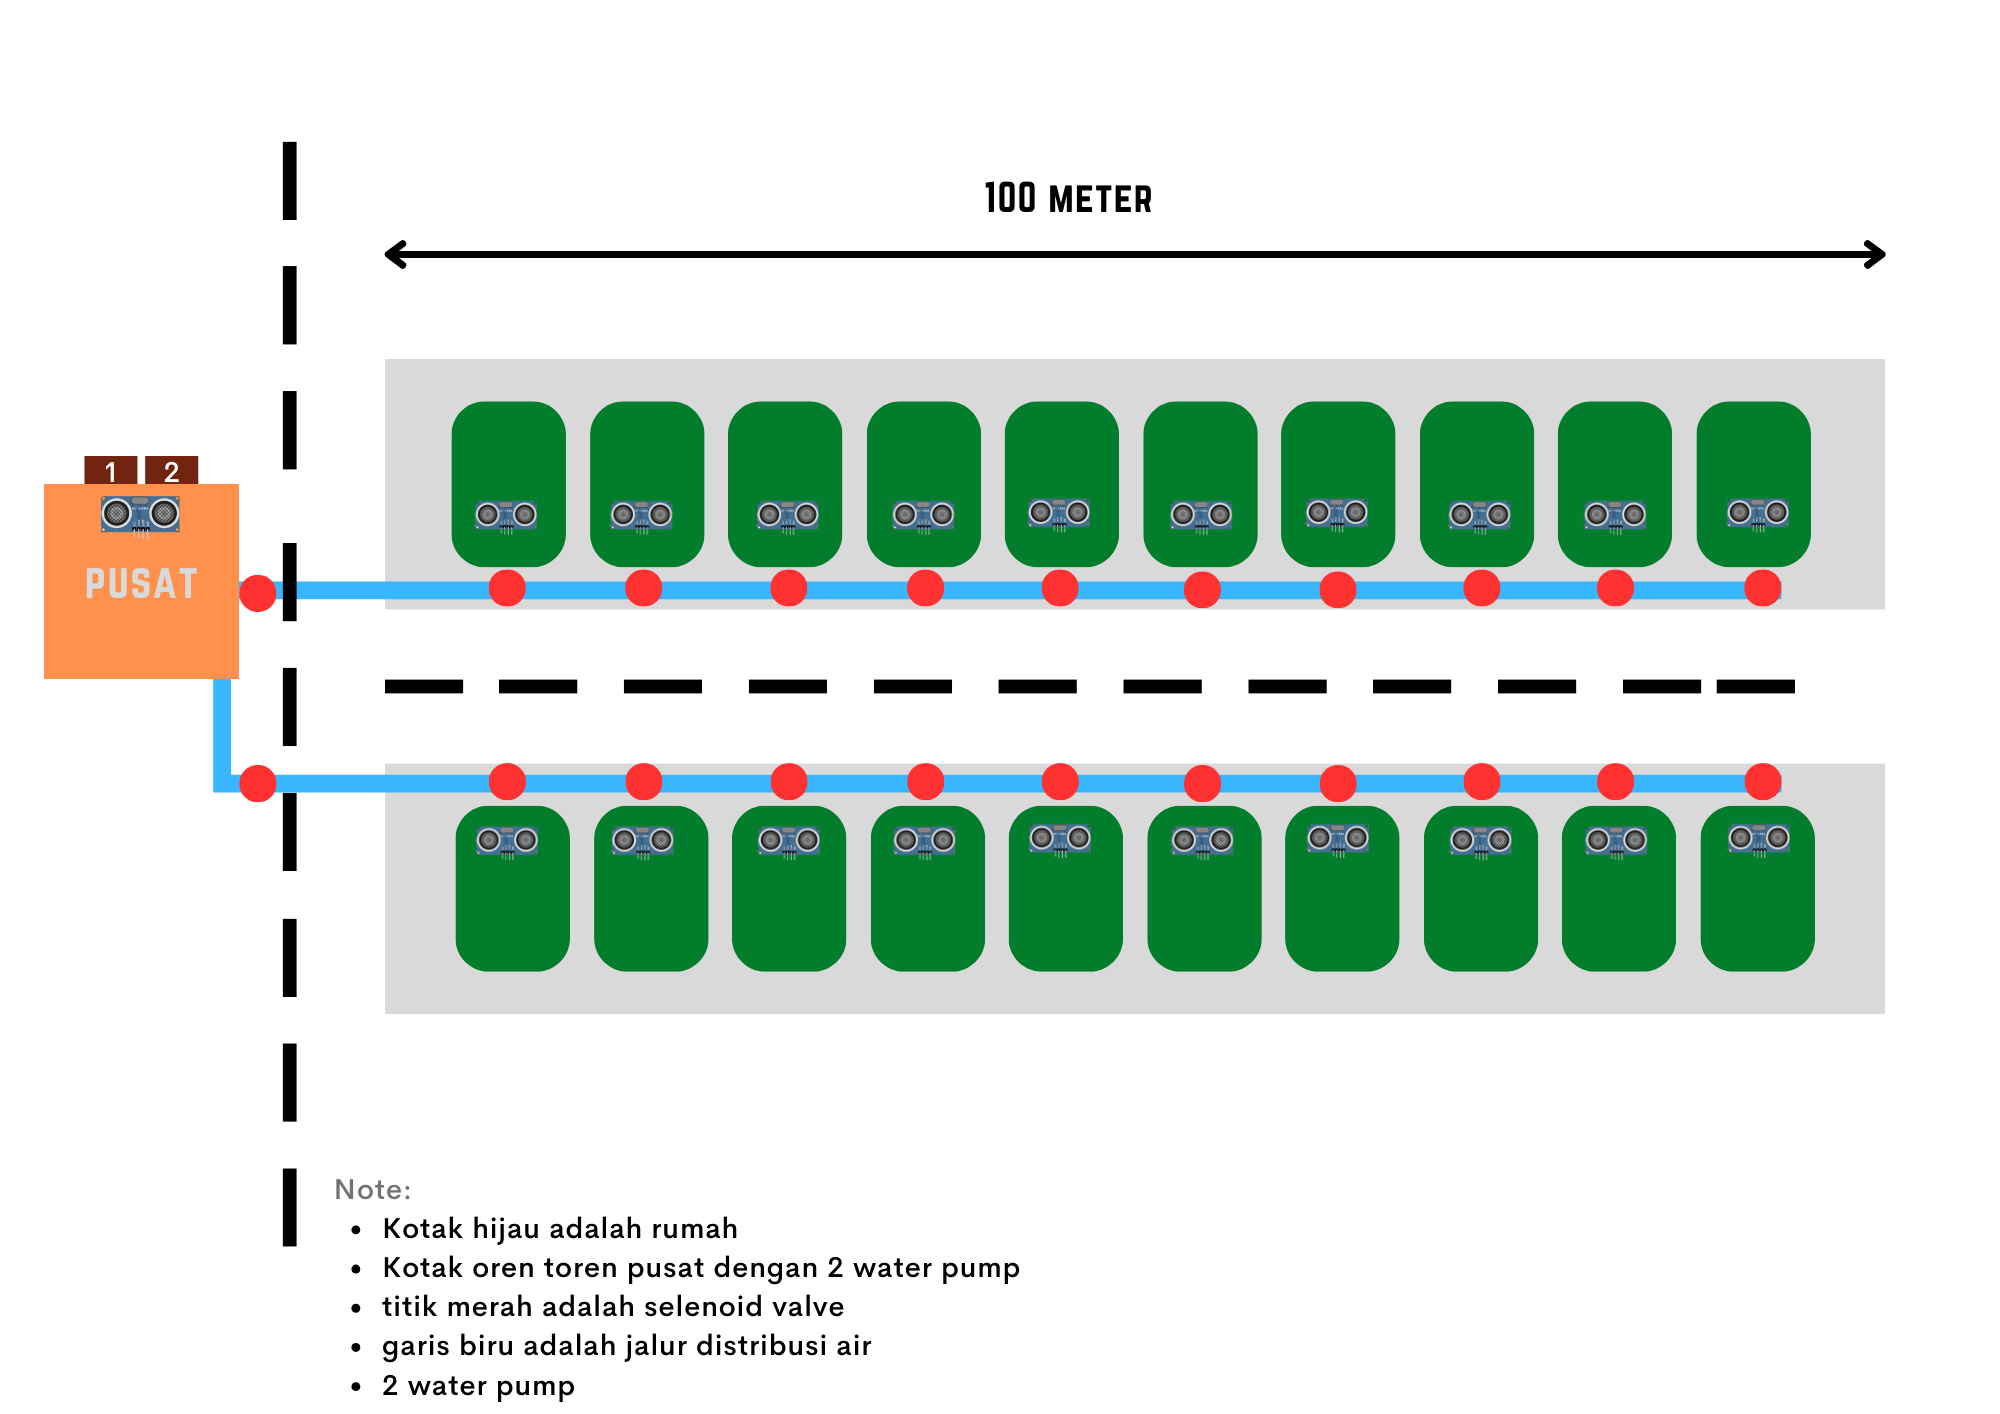 100 METER
1 2
PUSAT
Note:
• Kotak hijau adalah rumah
• Kotak oren toren pusat dengan 2 water pump
• titik merah adalah selenoid valve
• garis biru adalah jalur distribusi air
• 2 water pump